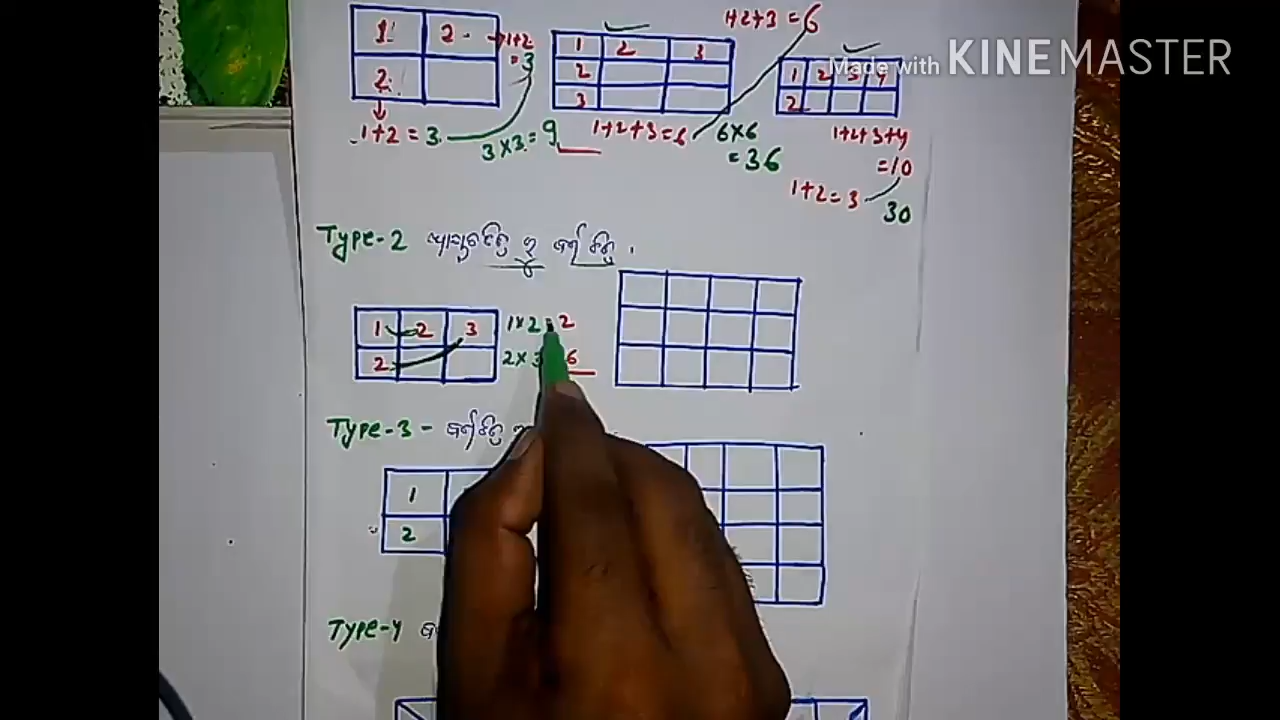 1+2+3 = 6
1 2 → 1+2
= 3
2
1+2 = 3
3×3 = 9
1 2 3
2
3
1+2+3 = 6
6×6
= 36
Made with KINEMASTER
1 2 3 4
2
1+2+3+4
= 10
1+2 = 3
30
Type-2
1 2 3 1×2 = 2
2 2×3 6
Type-3 -
1
2
Type-4